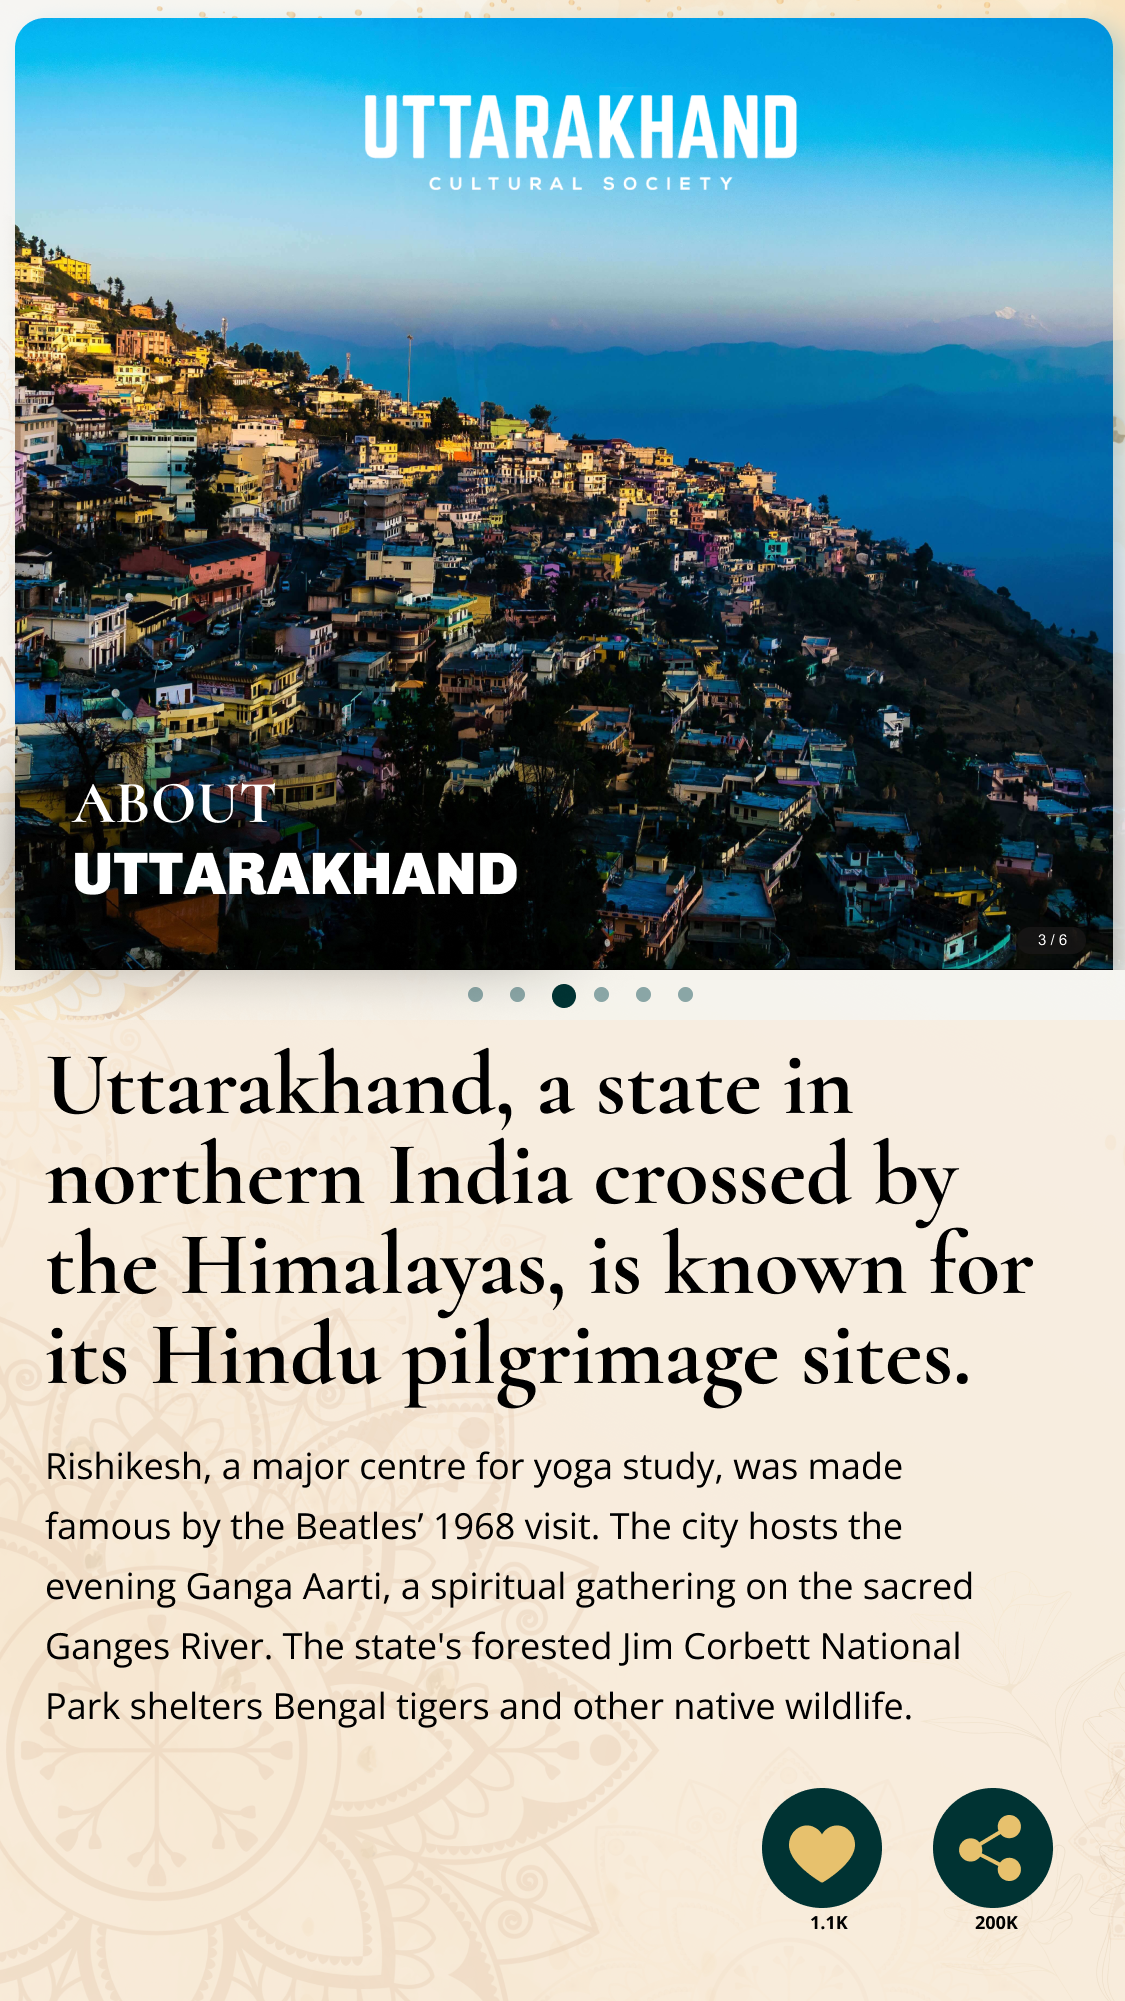 UTTARAKHAND
CULTURAL SOCIETY
ABOUT
UTTARAKHAND
3 / 6
Uttarakhand, a state in
northern India crossed by
the Himalayas, is known for
its Hindu pilgrimage sites.
Rishikesh, a major centre for yoga study, was made
famous by the Beatles’ 1968 visit. The city hosts the
evening Ganga Aarti, a spiritual gathering on the sacred
Ganges River. The state's forested Jim Corbett National
Park shelters Bengal tigers and other native wildlife.
1.1K 200K